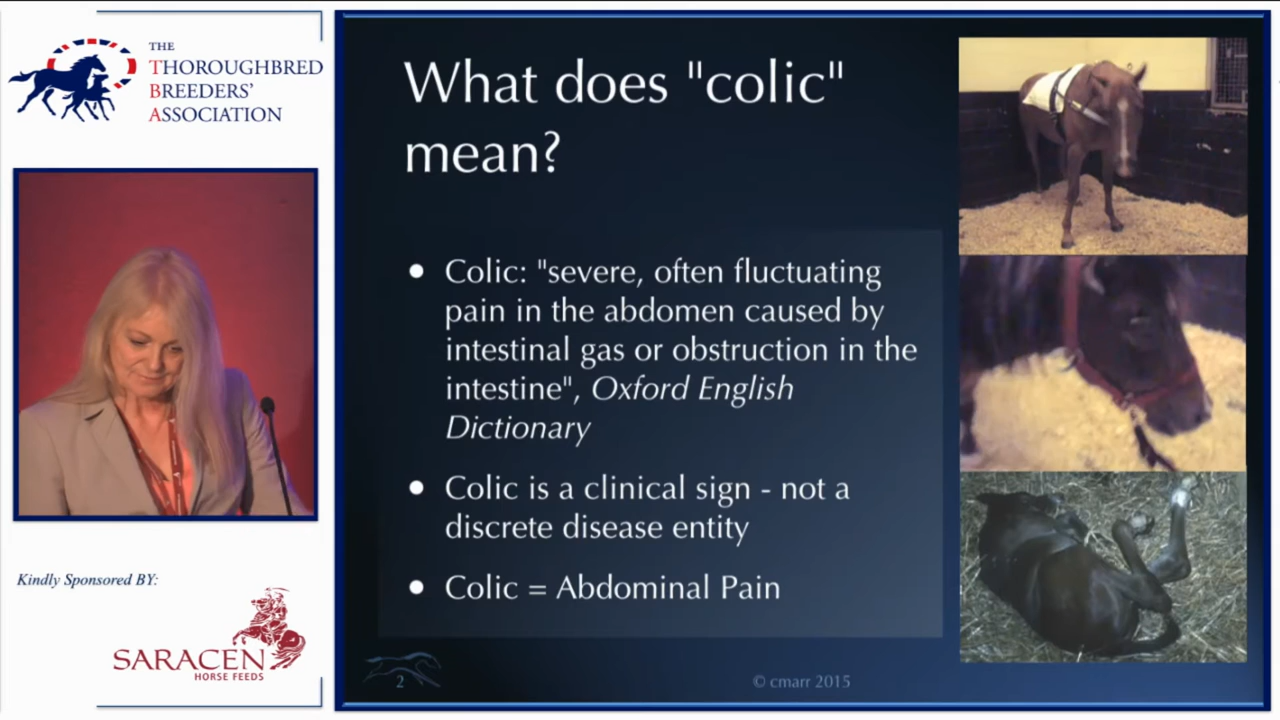 THE
THOROUGHBRED
BREEDERS'
ASSOCIATION
What does "colic"
mean?
• Colic: "severe, often fluctuating
pain in the abdomen caused by
intestinal gas or obstruction in the
intestine", Oxford English
Dictionary
• Colic is a clinical sign - not a
discrete disease entity
• Colic = Abdominal Pain
Kindly Sponsored BY:
SARACEN
HORSE FEEDS
2
© cmarr 2015